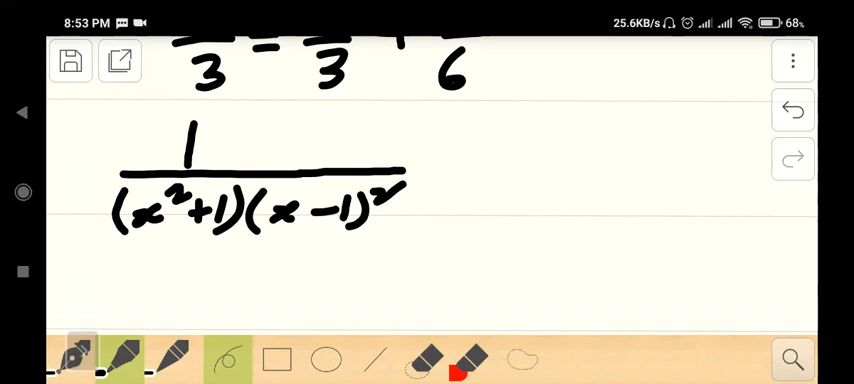 8:53 PM 25.6KB/s 68%
3 = 3 + 6
1
(x²+1)(x-1)²